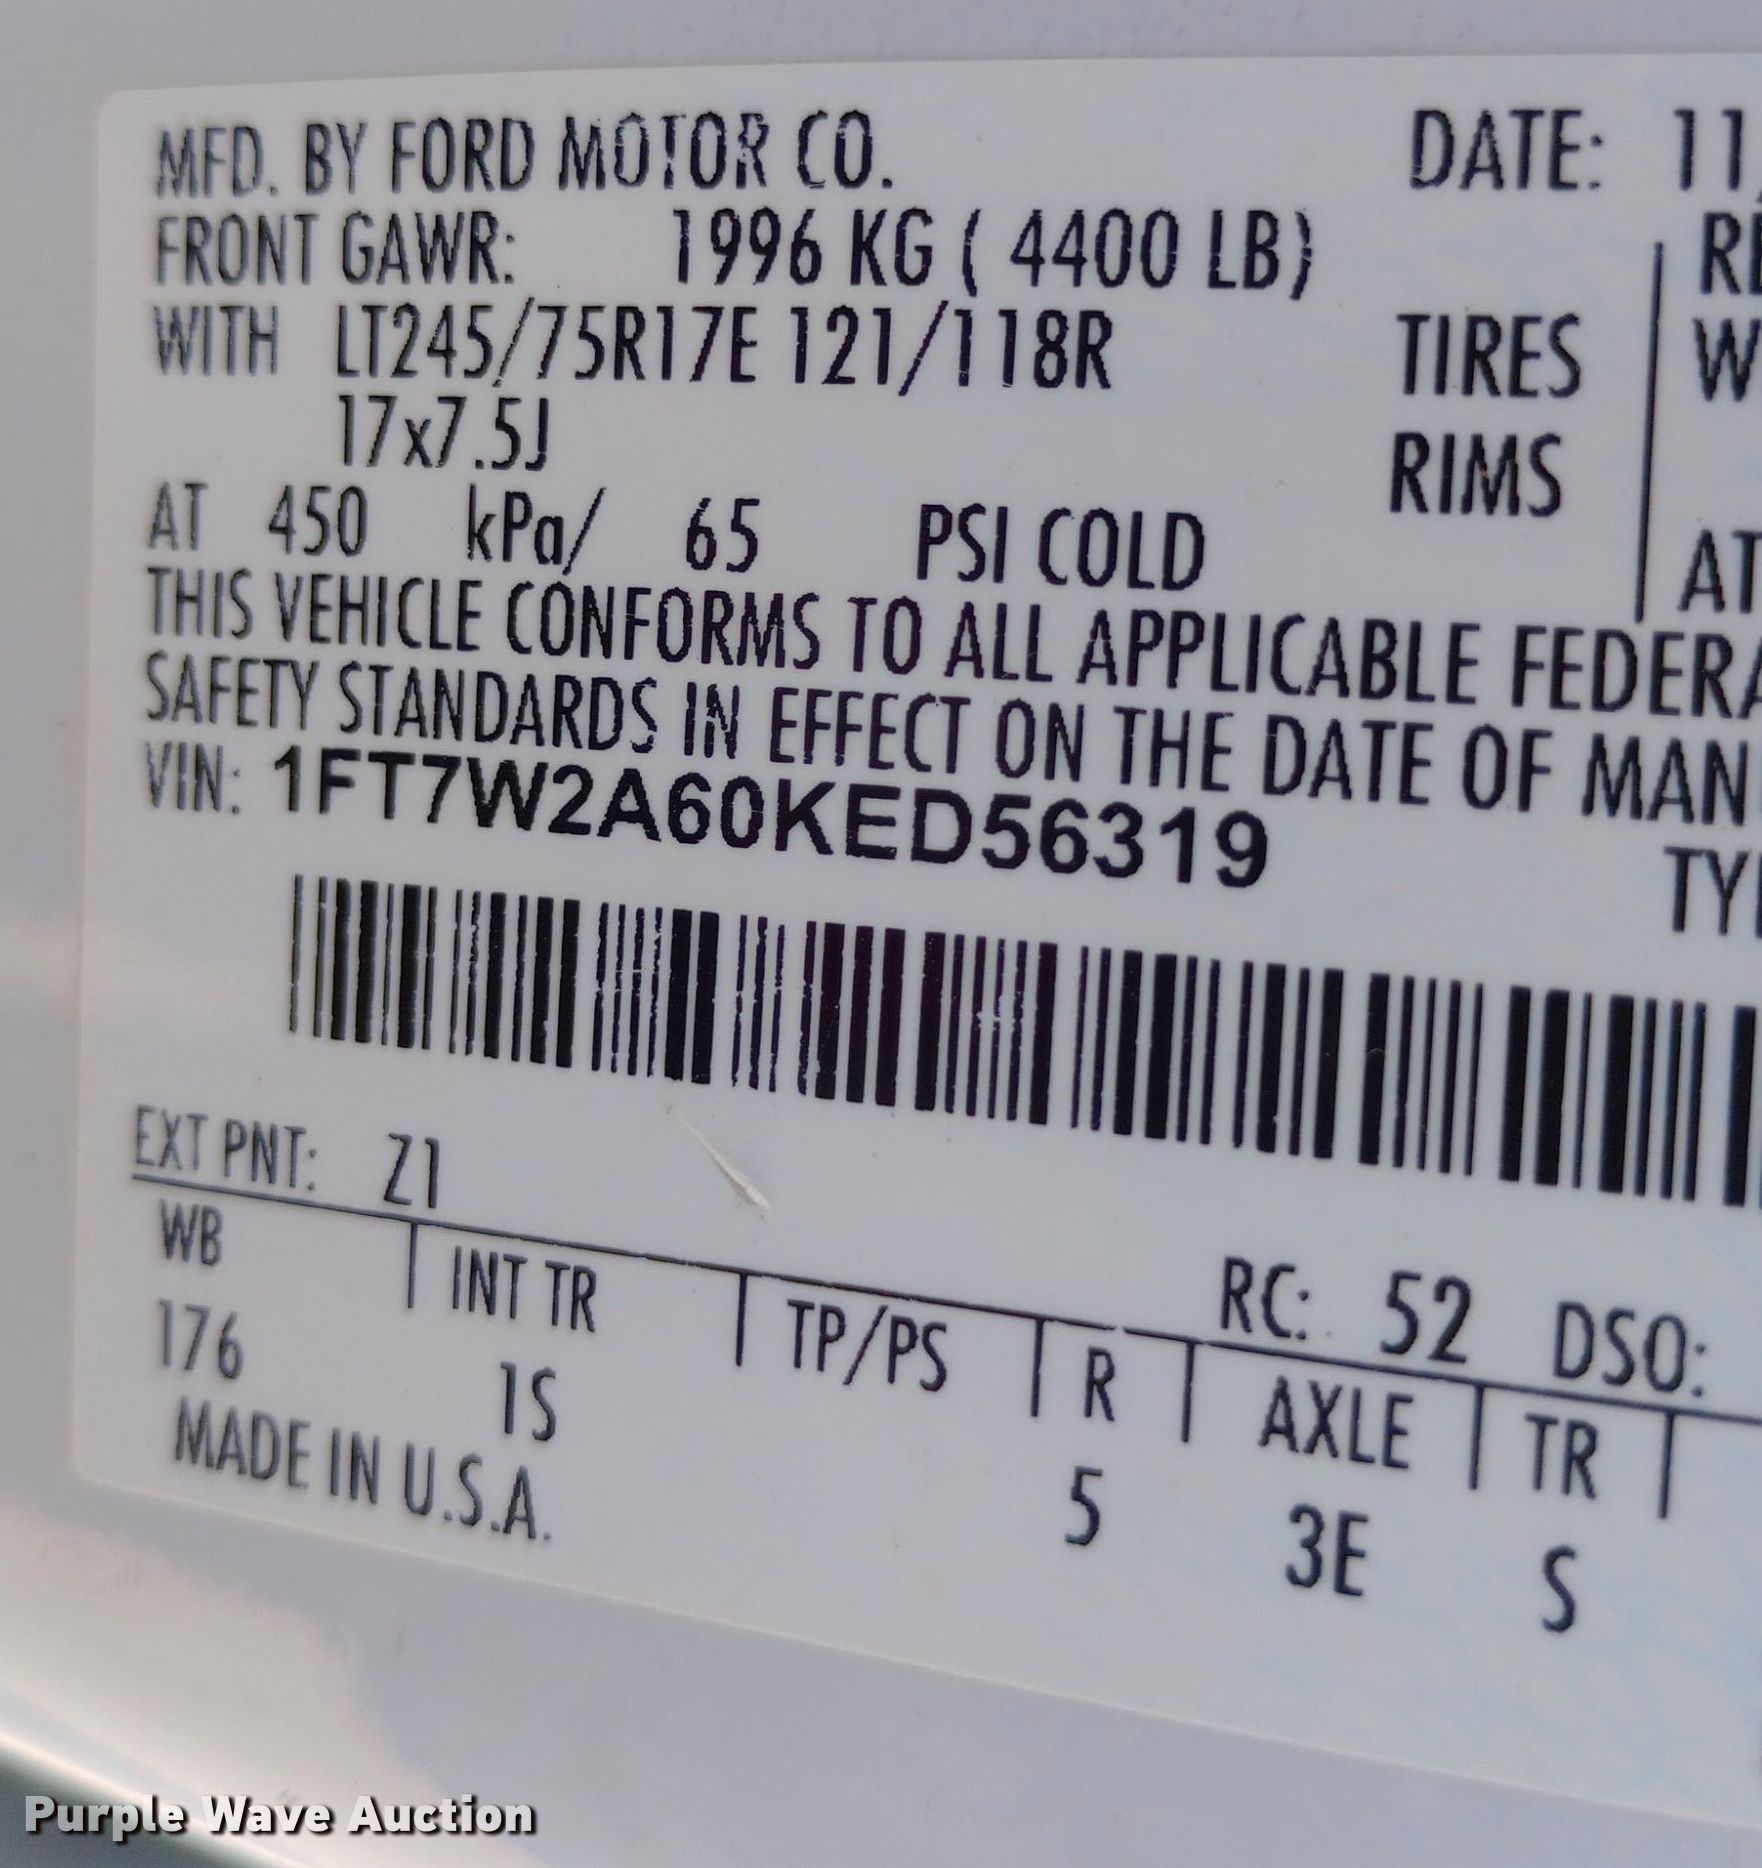 MFD. BY FORD MOTOR CO. DATE: 11
FRONT GAWR: 1996 KG ( 4400 LB)
WITH LT245/75R17E 121/118R TIRES
17x7.5J RIMS
AT 450 kPa/ 65 PSI COLD AT
THIS VEHICLE CONFORMS TO ALL APPLICABLE FEDERA
SAFETY STANDARDS IN EFFECT ON THE DATE OF MAN
VIN: 1FT7W2A60KED56319
EXT PNT: Z1 RC: 52 DSO:
WB INT TR TP/PS R AXLE TR
176 1S 5 3E S
MADE IN U.S.A.
Purple Wave Auction